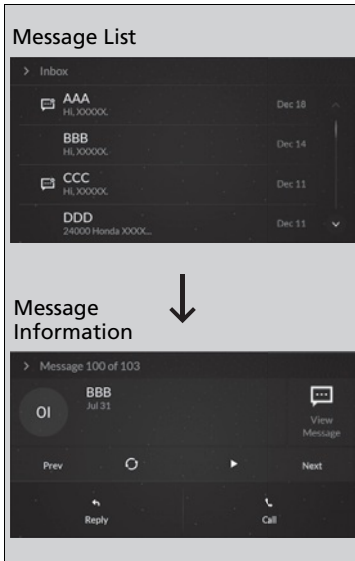 Message List
Inbox
AAA
Hi, XXXXX.
Dec 18
BBB
Hi, XXXXX.
Dec 14
CCC
Hi, XXXXX.
Dec 11
DDD
24000 Honda XXXX...
Dec 11
Message
Information
Message 100 of 103
OI
BBB
Jul 31
View
Message
Prev
Next
Reply
Call